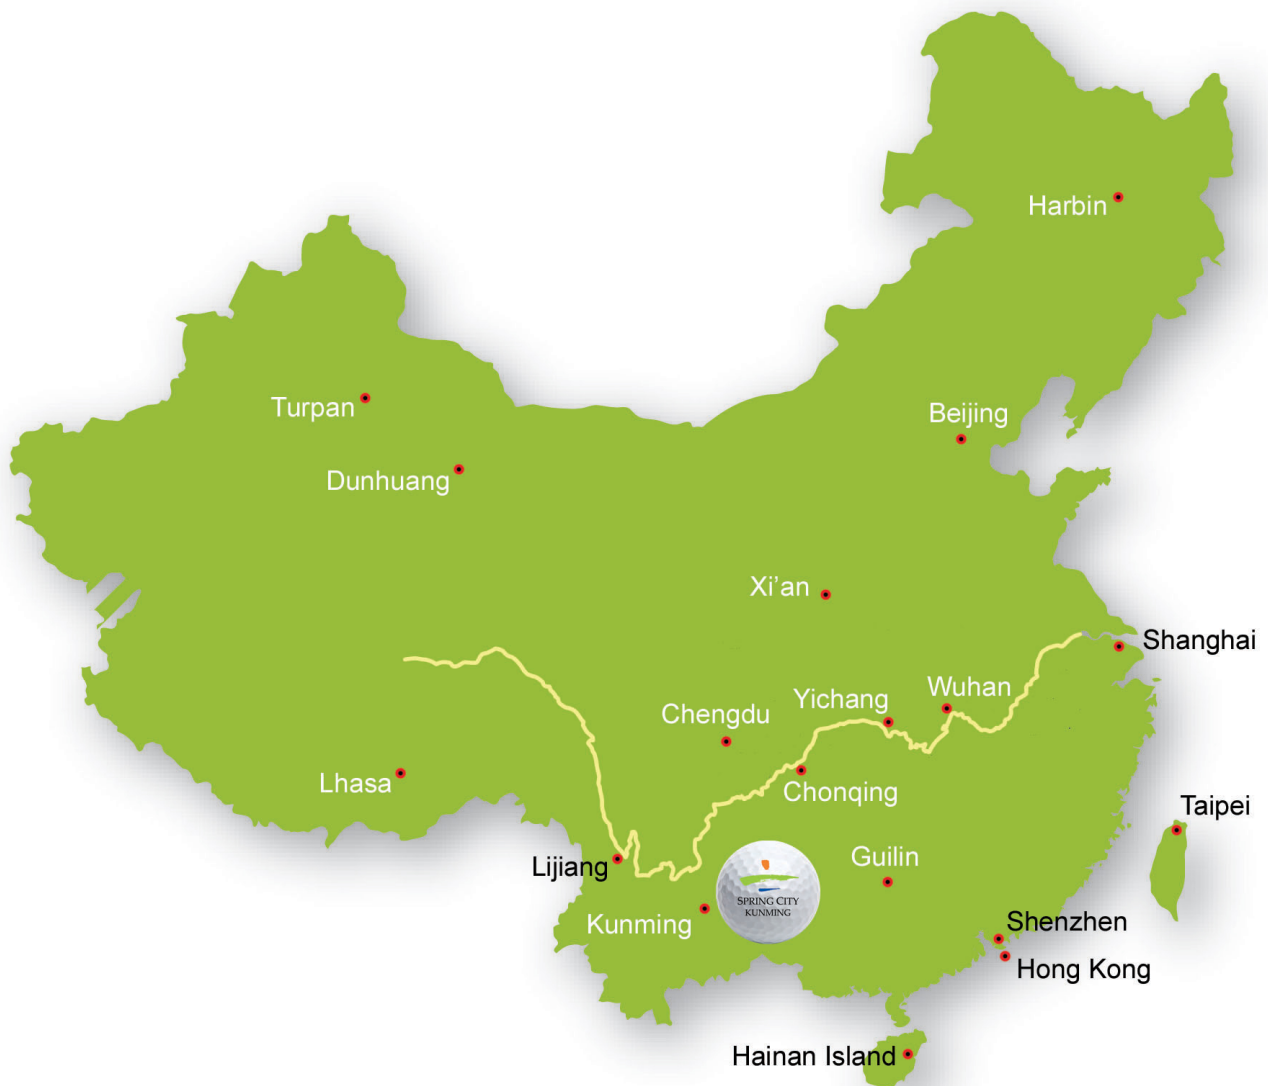 Harbin
Turpan
Beijing
Dunhuang
Xi’an
Shanghai
Wuhan
Yichang
Chengdu
Lhasa
Chonqing
Taipei
Lijiang
Guilin
SPRING CITY
KUNMING
Kunming
Shenzhen
Hong Kong
Hainan Island